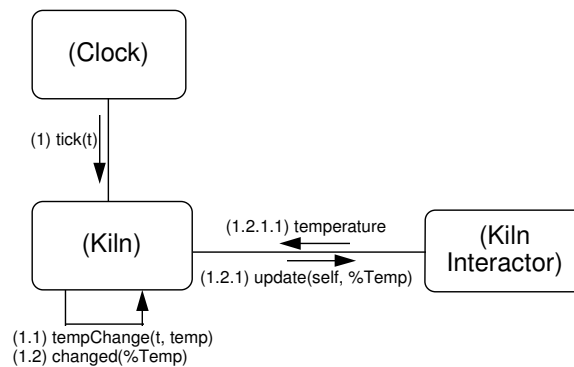 (Clock)
(1) tick(t)
(Kiln)
(1.2.1.1) temperature
(1.2.1) update(self, %Temp)
(Kiln
Interactor)
(1.1) tempChange(t, temp)
(1.2) changed(%Temp)